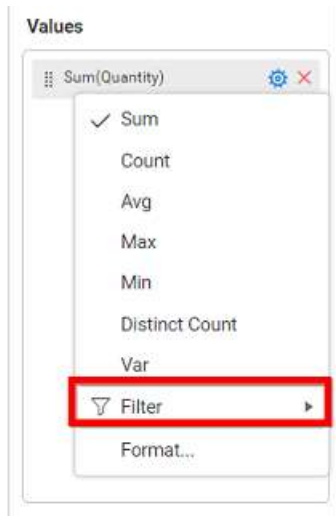 Values
Sum(Quantity)
Sum
Count
Avg
Max
Min
Distinct Count
Var
Filter
Format...